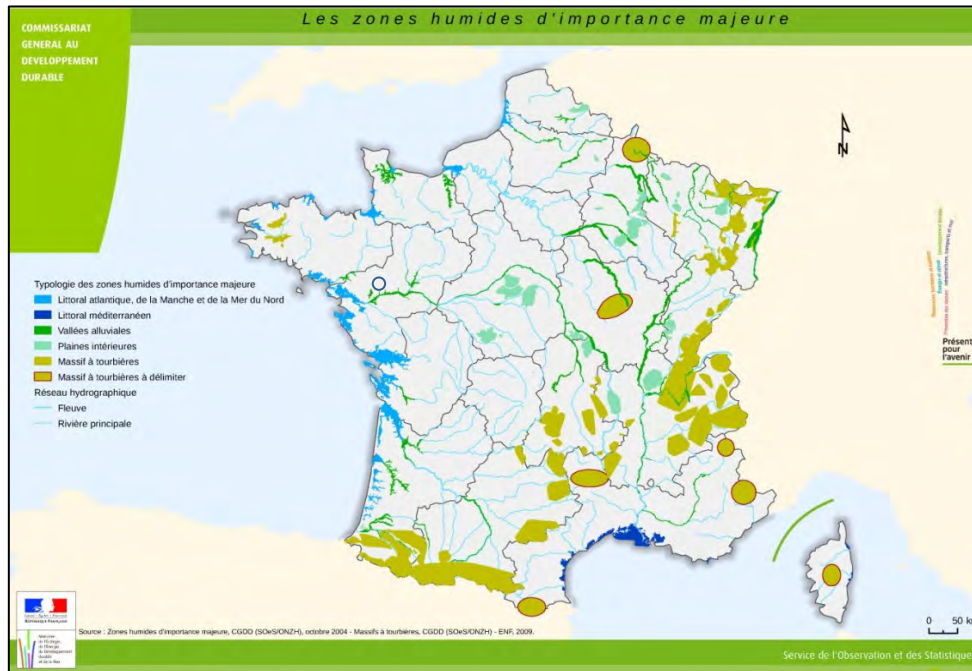 Les zones humides d'importance majeure
COMMISSARIAT
GENERAL AU
DEVELOPPEMENT
DURABLE
N
Typologie des zones humides d'importance majeure
Littoral atlantique, de la Manche et de la Mer du Nord
Littoral méditerranéen
Vallées alluviales
Plaines intérieures
Massif à tourbières
Massif à tourbières à délimiter
Réseau hydrographique
Fleuve
Rivière principale
Présent
pour
l'avenir
0 50 k
Source : Zones humides d'importance majeure, CGDD (SOeS/ONZH), octobre 2004 - Massifs à tourbières, CGDD (SOeS/ONZH) - ENF, 2009.
Service de l'Observation et des Statistique